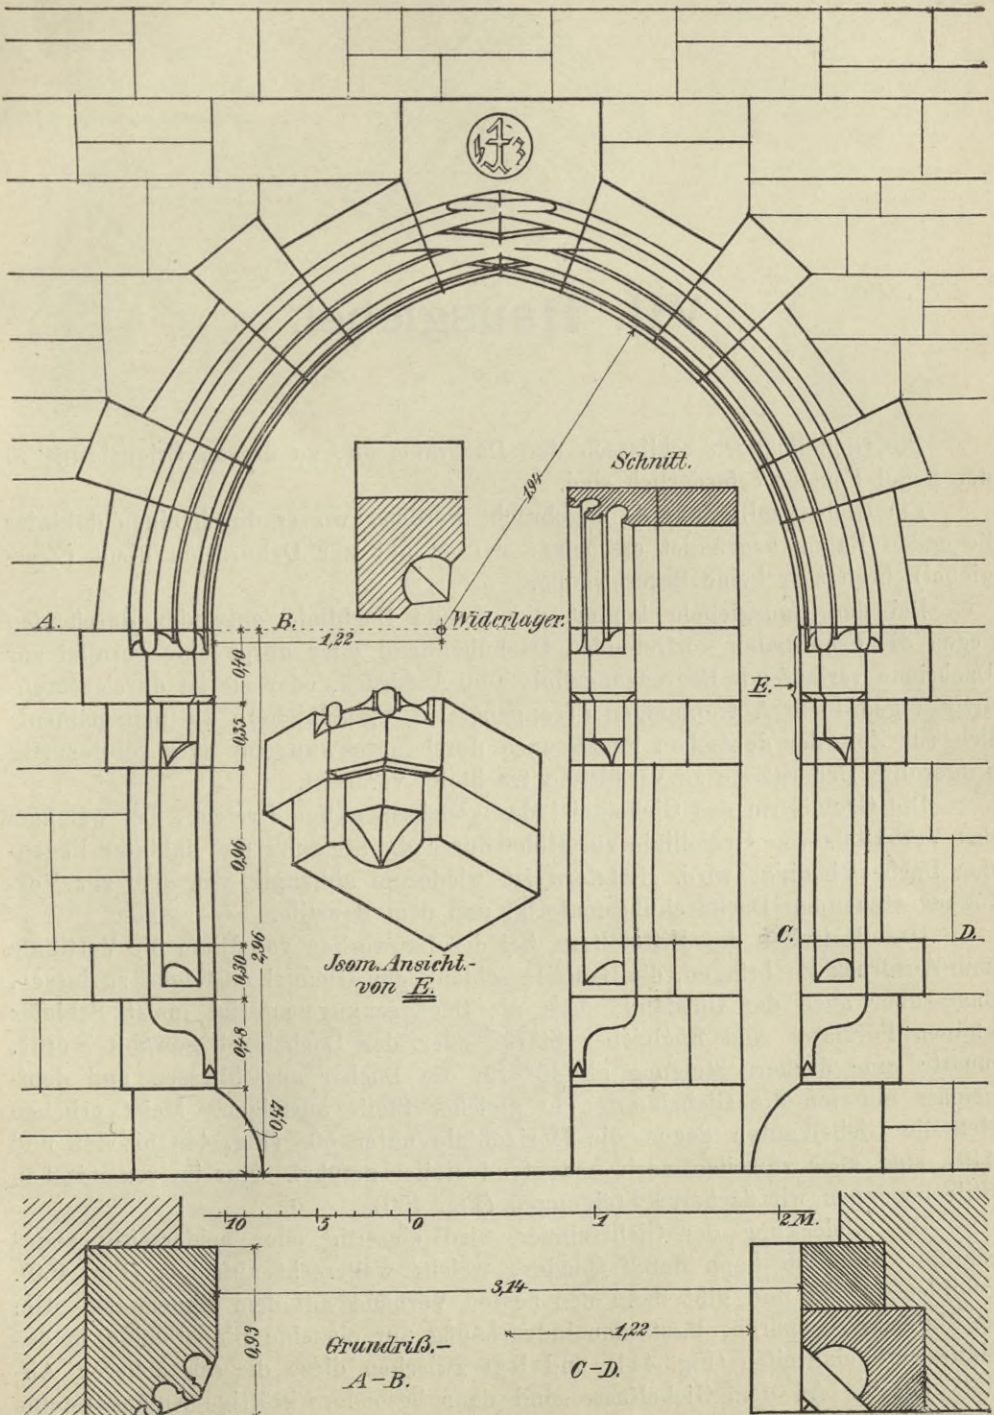 1,94
Schnitt.
A.
B.
Widerlager.
1,22
0,40
E.
0,35
0,96
2,96
C.
D.
Jsom. Ansicht.-
von E.
0,30
0,48
0,47
10 5 0 1 2 M.
3,14
0,93
Grundriß.-
A-B.
1,22
C-D.